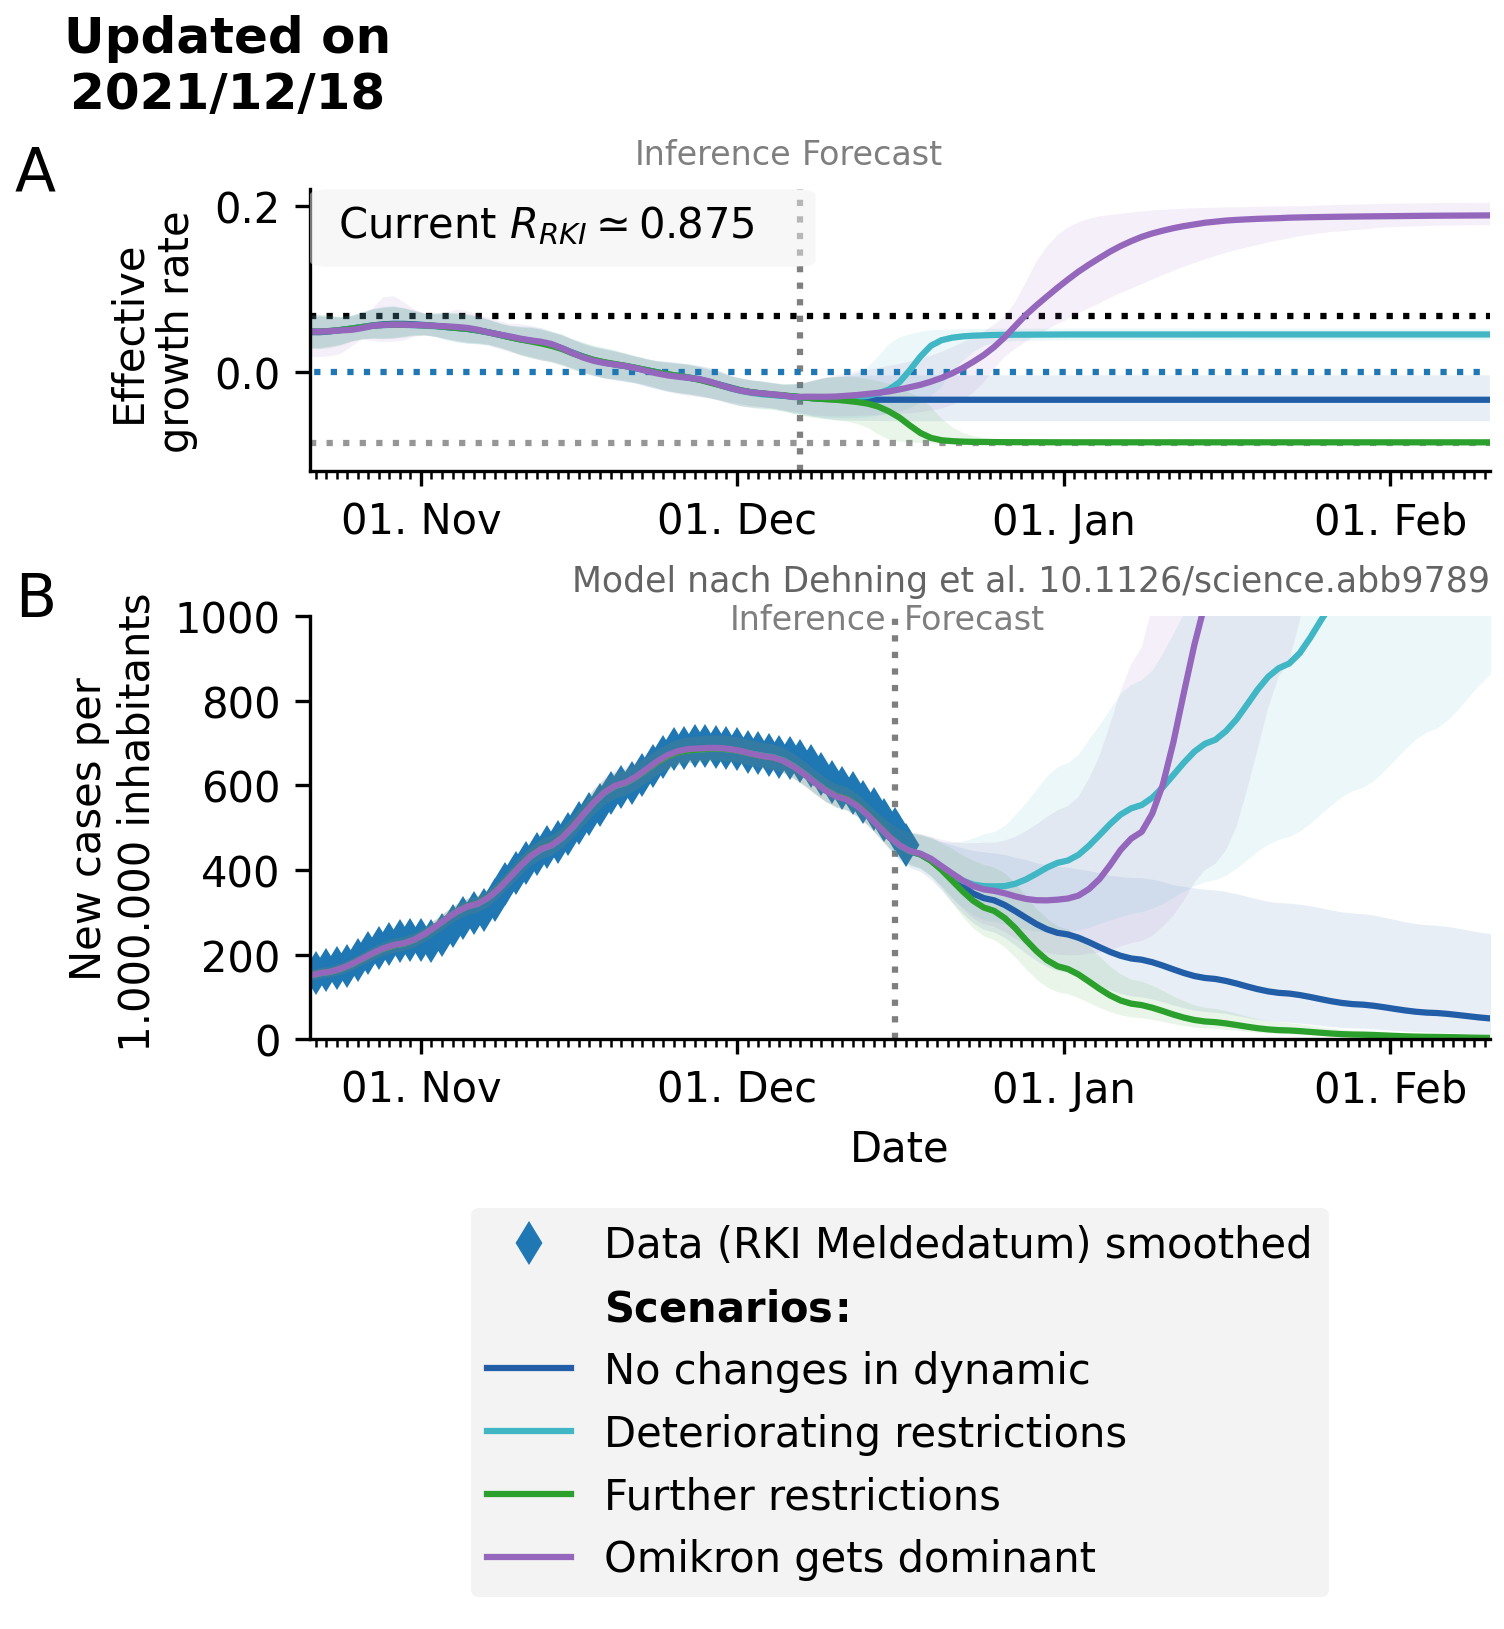 Updated on
2021/12/18
A
Inference Forecast
Effective
growth rate
0.2
0.0
Current R_RKI ≃ 0.875
01. Nov 01. Dec 01. Jan 01. Feb
B
Model nach Dehning et al. 10.1126/science.abb9789
Inference Forecast
New cases per
1.000.000 inhabitants
1000
800
600
400
200
0
01. Nov 01. Dec 01. Jan 01. Feb
Date
Data (RKI Meldedatum) smoothed
Scenarios:
No changes in dynamic
Deteriorating restrictions
Further restrictions
Omikron gets dominant